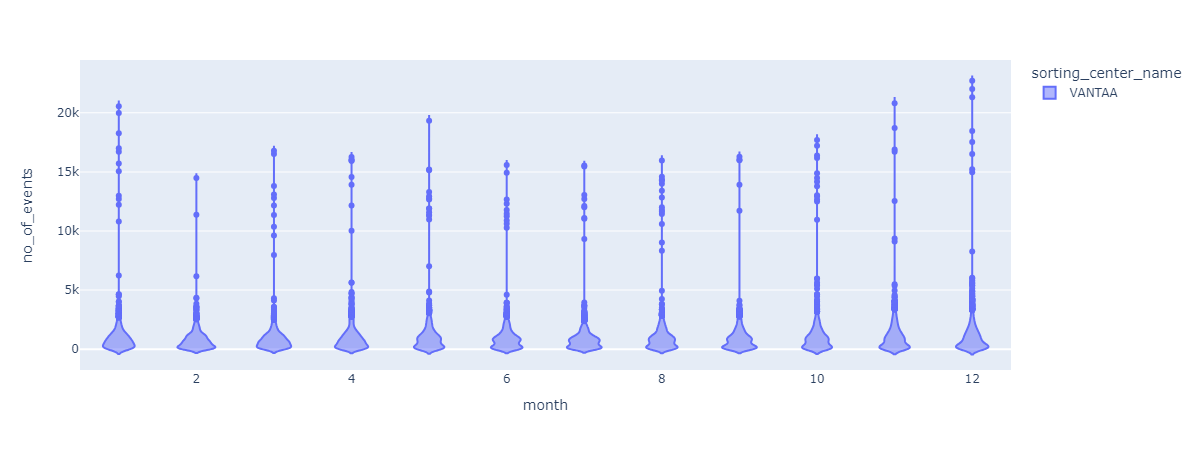 sorting_center_name
VANTAA
no_of_events
20k
15k
10k
5k
0
2
4
6
8
10
12
month